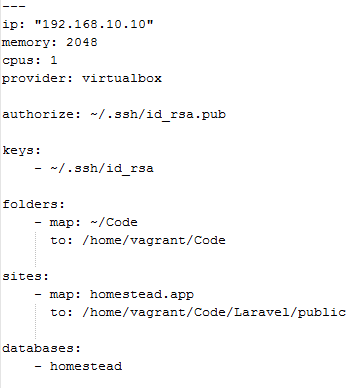 ---
ip: "192.168.10.10"
memory: 2048
cpus: 1
provider: virtualbox
authorize: ~/.ssh/id_rsa.pub
keys:
    - ~/.ssh/id_rsa
folders:
    - map: ~/Code
      to: /home/vagrant/Code
sites:
    - map: homestead.app
      to: /home/vagrant/Code/Laravel/public
databases:
    - homestead